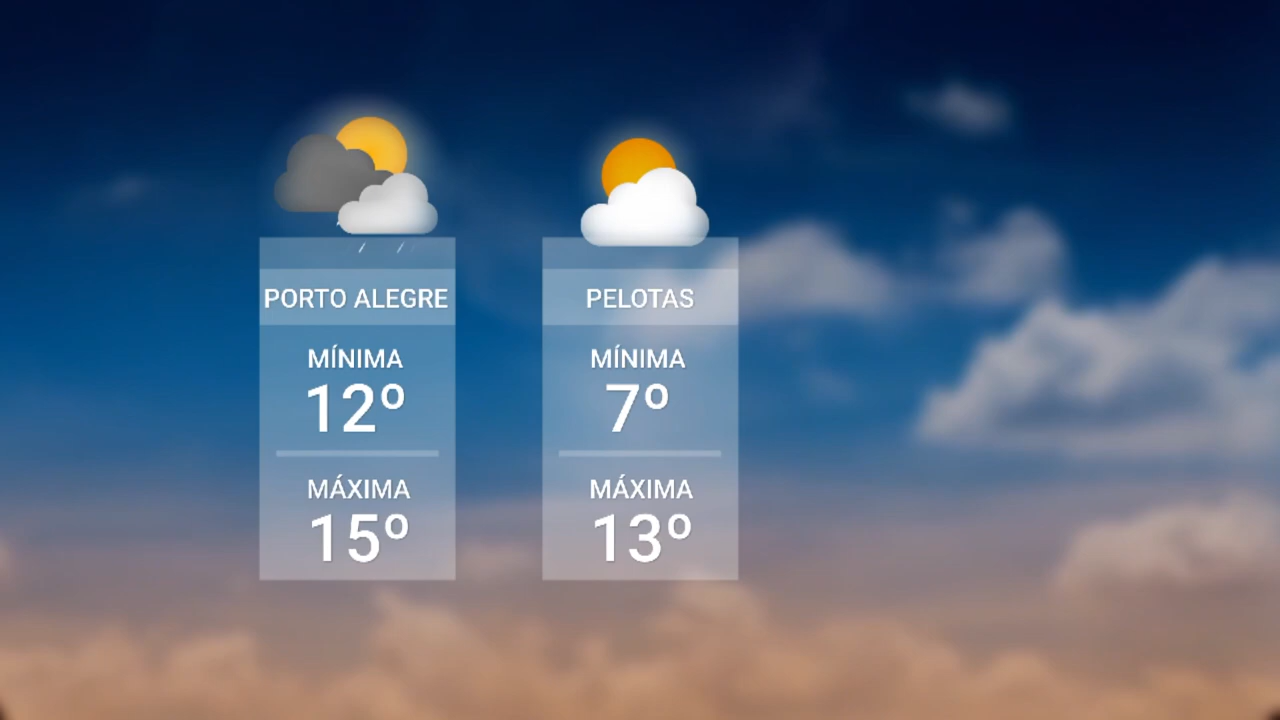 PORTO ALEGRE
MÍNIMA
12º
MÁXIMA
15º
PELOTAS
MÍNIMA
7º
MÁXIMA
13º